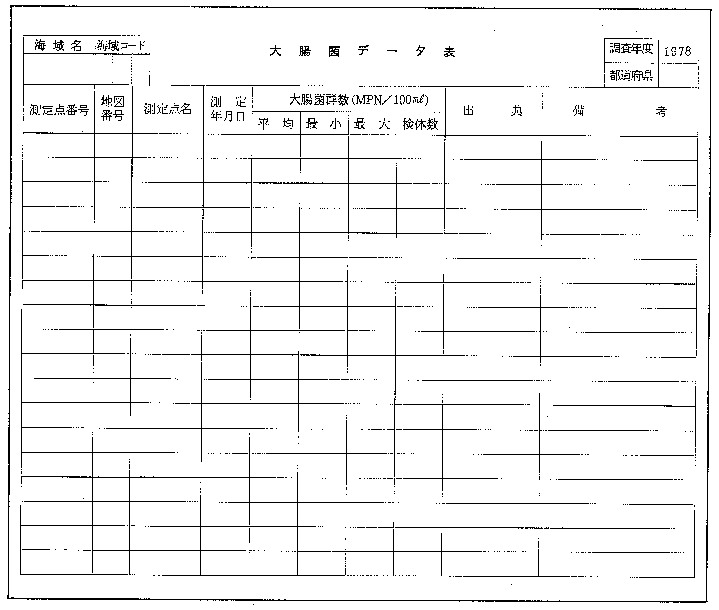 海域名 海域コード
大腸菌データ表
調査年度 1978
都道府県
測定点番号 地図番号 測定点名 測定年月日 大腸菌群数(MPN/100mℓ) 出典 備考
平均 最小 最大 検体数